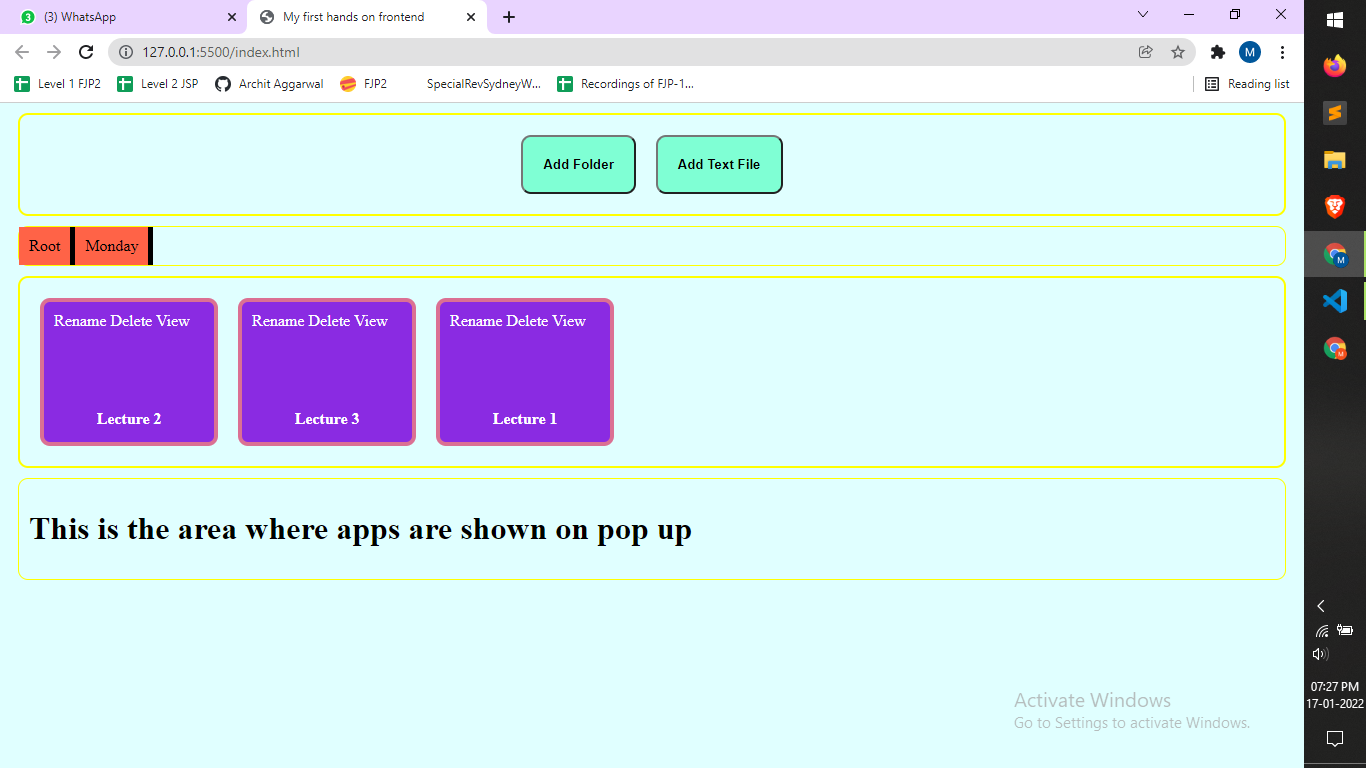 (3) WhatsApp
My first hands on frontend
127.0.0.1:5500/index.html
M
Level 1 FJP2
Level 2 JSP
Archit Aggarwal
FJP2
SpecialRevSydneyW...
Recordings of FJP-1...
Reading list
Add Folder
Add Text File
Root
Monday
Rename Delete View
Lecture 2
Rename Delete View
Lecture 3
Rename Delete View
Lecture 1
This is the area where apps are shown on pop up
Activate Windows
Go to Settings to activate Windows.
M
M
07:27 PM
17-01-2022